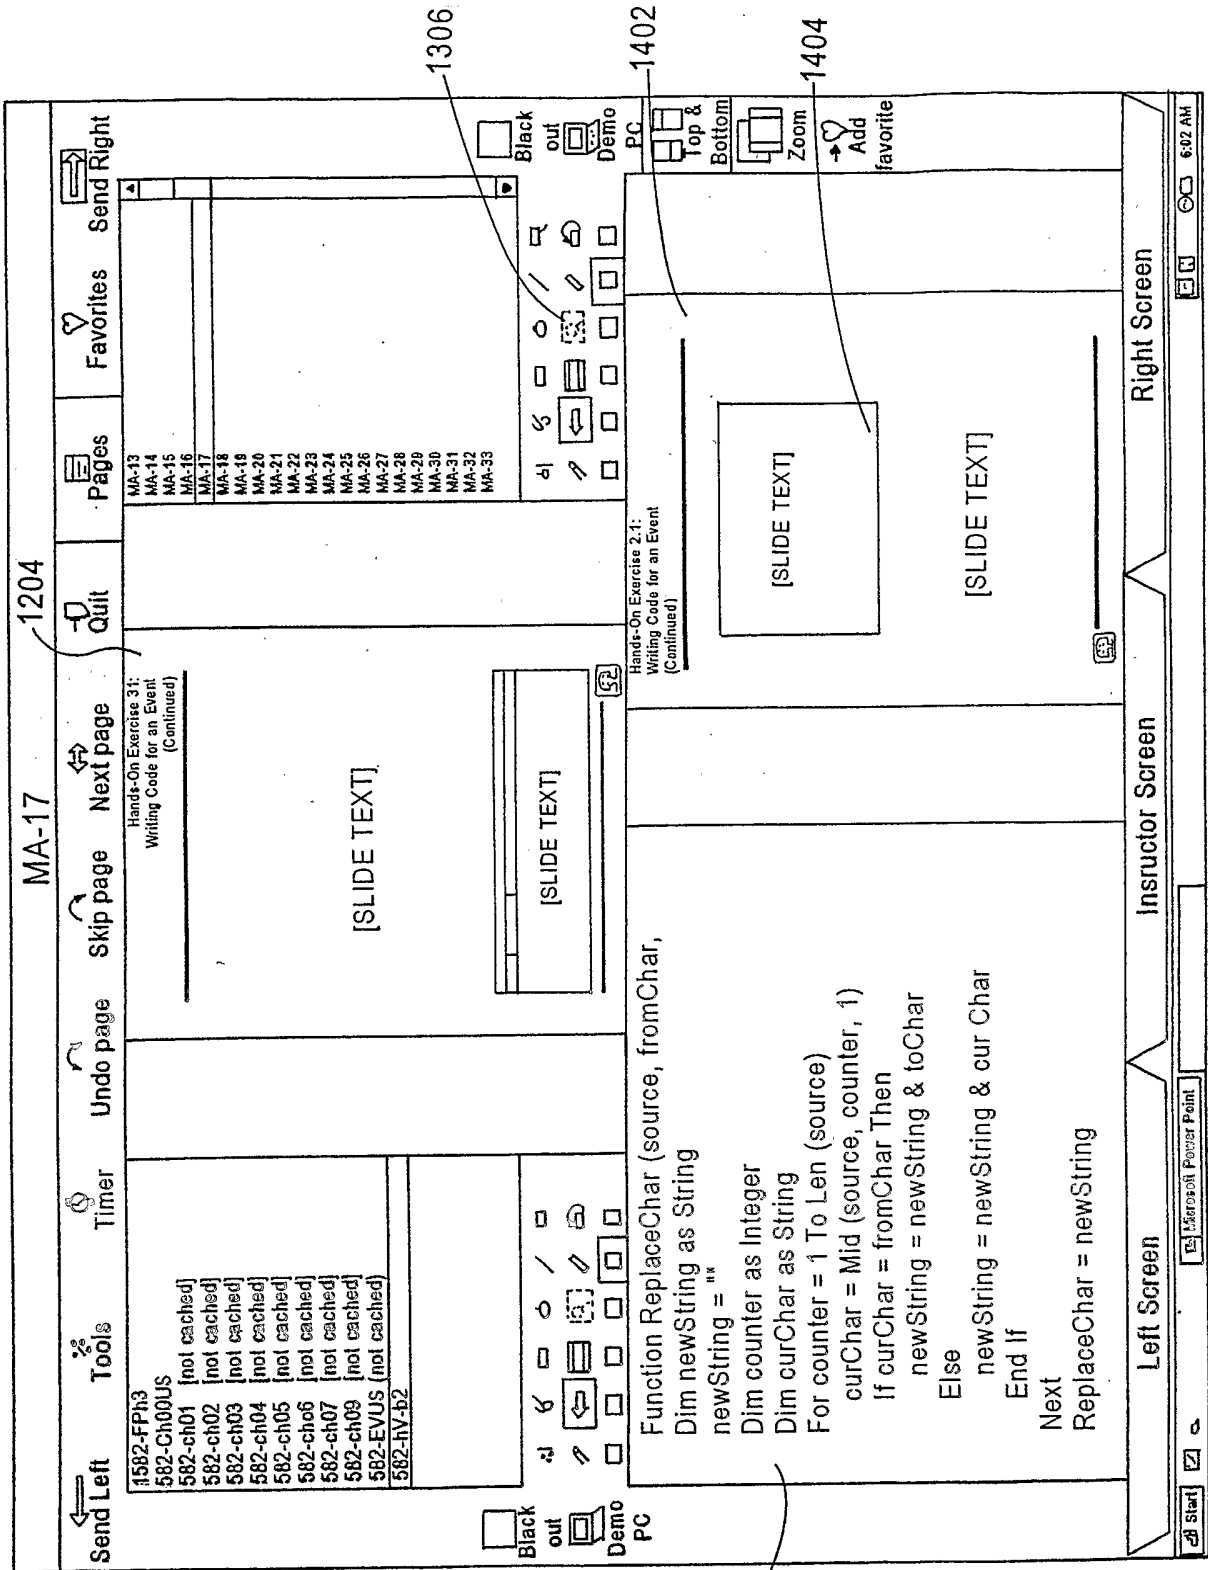 MA-17
1204
Send Left
Tools
Timer
Undo page
Skip page
Next page
Quit
Pages
Favorites
Send Right
1582-FPh3
582-Ch00US
582-ch01 [not cached]
582-ch02 [not cached]
582-ch03 [not cached]
582-ch04 [not cached]
582-ch05 [not cached]
582-cho6 [not cached]
582-ch07 [not cached]
582-ch09 [not cached]
582-EVUS (not cached)
582-hV-b2
Hands-On Exercise 31:
Writing Code for an Event
(Continued)
[SLIDE TEXT]
[SLIDE TEXT]
MA-13
MA-14
MA-15
MA-16
MA-17
MA-18
MA-19
MA-20
MA-21
MA-22
MA-23
MA-24
MA-25
MA-26
MA-27
MA-28
MA-29
MA-30
MA-31
MA-32
MA-33
Black
out
Demo
PC
Black
out
Demo
PC
1306
Top &
Bottom
Zoom
Add
favorite
1402
1404
Function ReplaceChar (source, fromChar,
Dim newString as String
newString = ""
Dim counter as Integer
Dim curChar as String
For counter = 1 To Len (source)
curChar = Mid (source, counter, 1)
If curChar = fromChar Then
newString = newString & toChar
Else
newString = newString & cur Char
End If
Next
ReplaceChar = newString
Hands-On Exercise 2.1:
Writing Code for an Event
(Continued)
[SLIDE TEXT]
[SLIDE TEXT]
Left Screen
Insructor Screen
Right Screen
Start
Microsoft Power Point
6:02 AM